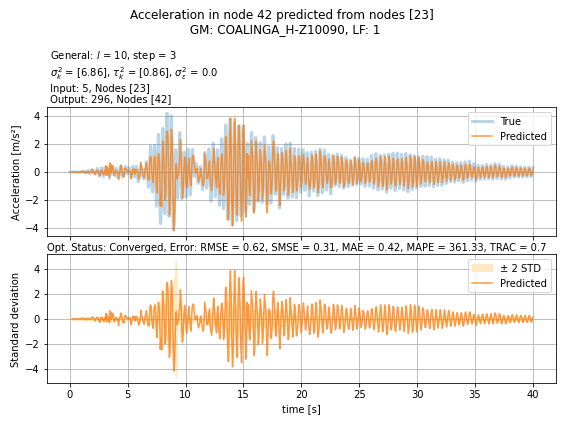 Acceleration in node 42 predicted from nodes [23]
GM: COALINGA_H-Z10090, LF: 1
General: l = 10, step = 3
σ²ₖ = [6.86], τ²ₖ = [0.86], σ²ε = 0.0
Input: 5, Nodes [23]
Output: 296, Nodes [42]
Acceleration [m/s²]
4
2
0
−2
−4
True
Predicted
Opt. Status: Converged, Error: RMSE = 0.62, SMSE = 0.31, MAE = 0.42, MAPE = 361.33, TRAC = 0.7
Standard deviation
4
2
0
−2
−4
± 2 STD
Predicted
0 5 10 15 20 25 30 35 40
time [s]